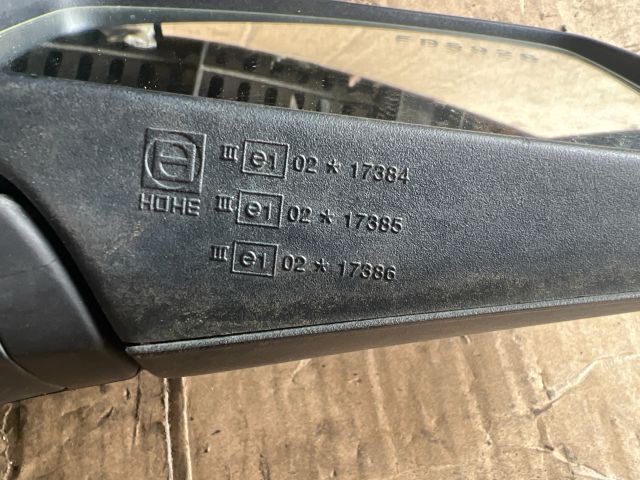 III e1 02 * 17384
HOHE
III e1 02 * 17385
III e1 02 * 17386